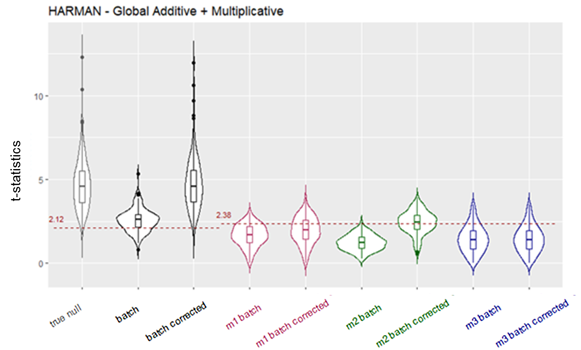 HARMAN - Global Additive + Multiplicative
t-statistics
10
5
0
2.12
2.38
true null
batch
batch corrected
m1 batch
m1 batch corrected
m2 batch
m2 batch corrected
m3 batch
m3 batch corrected